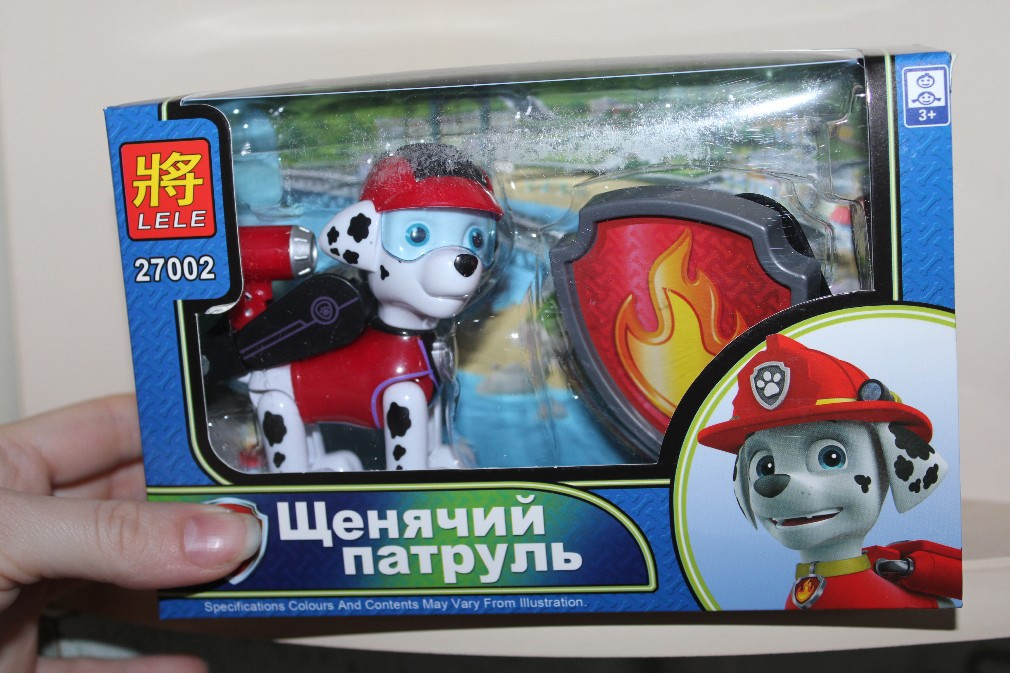 將
LELE
27002
3+
Щенячий
патруль
Specifications Colours And Contents May Vary From Illustration.